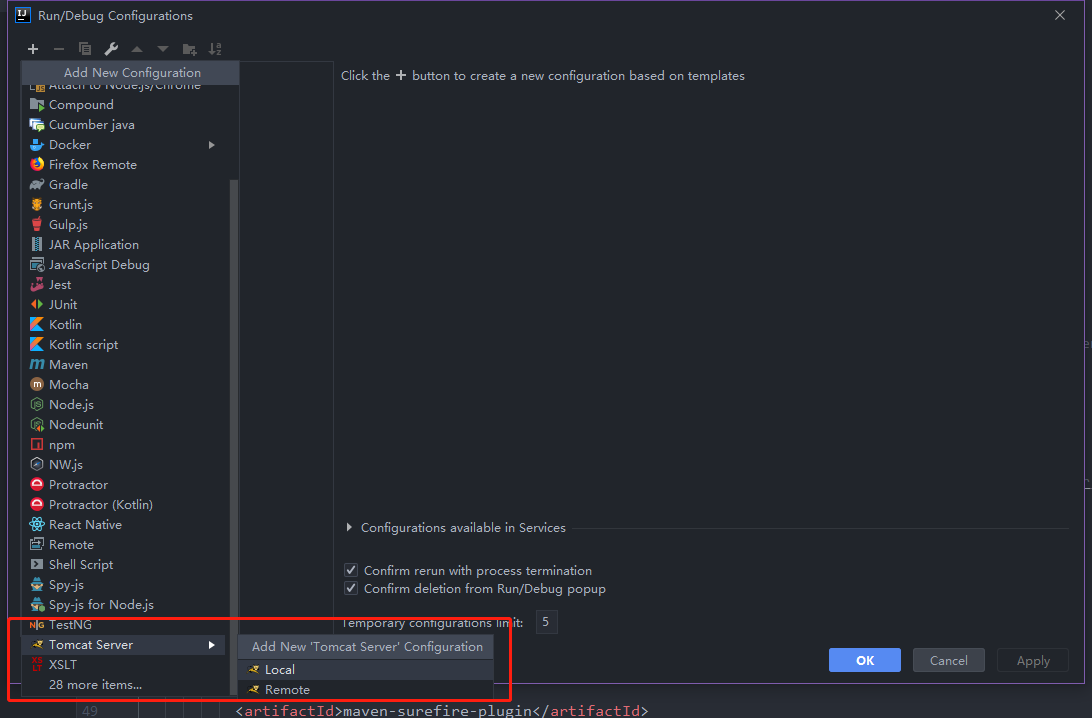 Run/Debug Configurations
Add New Configuration
Click the + button to create a new configuration based on templates
Attach to Node.js/Chrome
Compound
Cucumber java
Docker
Firefox Remote
Gradle
Grunt.js
Gulp.js
JAR Application
JavaScript Debug
Jest
JUnit
Kotlin
Kotlin script
Maven
Mocha
Node.js
Nodeunit
npm
NW.js
Protractor
Protractor (Kotlin)
React Native
Configurations available in Services
Remote
Shell Script
Confirm rerun with process termination
Spy-js
Confirm deletion from Run/Debug popup
Spy-js for Node.js
TestNG
Temporary configurations limit: 5
Tomcat Server
Add New 'Tomcat Server' Configuration
XSLT
Local
28 more items...
Remote
OK
Cancel
Apply
49
<artifactId>maven-surefire-plugin</artifactId>